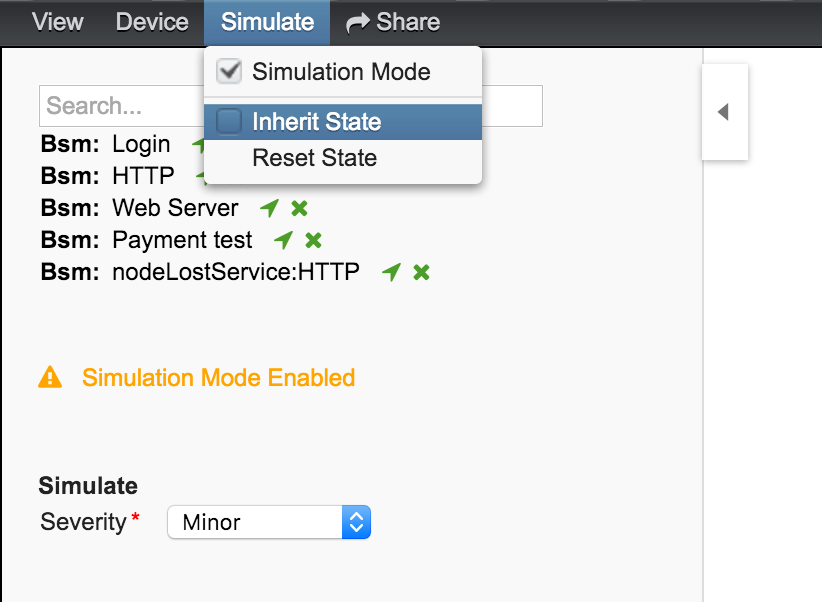 View Device Simulate Share
Simulation Mode
Search...
Inherit State
Bsm: Login
Reset State
Bsm: HTTP
Bsm: Web Server
Bsm: Payment test
Bsm: nodeLostService:HTTP
Simulation Mode Enabled
Simulate
Severity* Minor